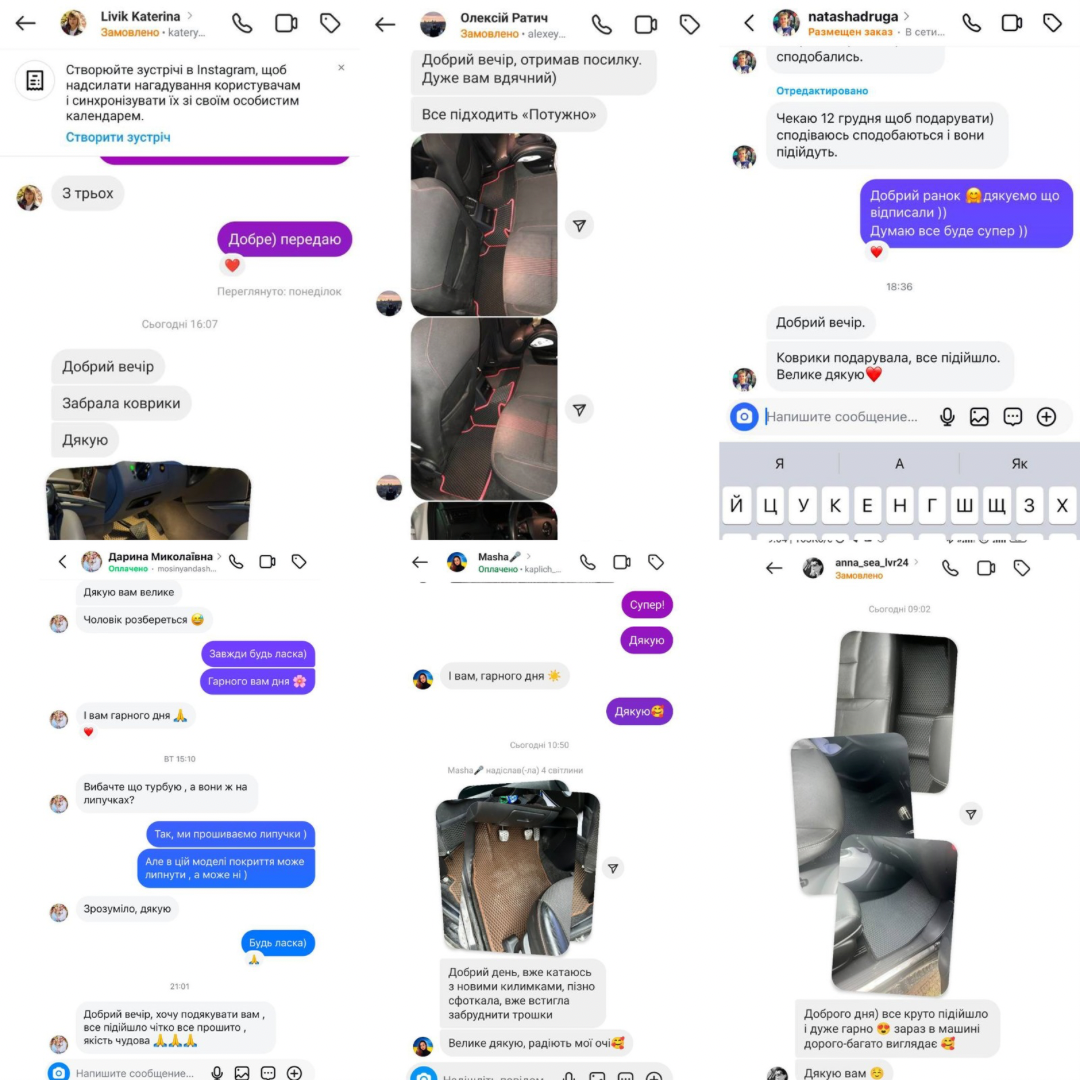 Livik Katerina
Замовлено • katery...
Створюйте зустрічі в Instagram, щоб
надсилати нагадування користувачам
і синхронізувати їх зі своїм особистим
календарем.
Створити зустріч
З трьох
Добре) передаю
Переглянуто: понеділок
Сьогодні 16:07
Добрий вечір
Забрала коврики
Дякую
Олексій Ратич
Замовлено • alexey...
Добрий вечір, отримав посилку.
Дуже вам вдячний)
Все підходить «Потужно»
natashadruga
Размещен заказ • В сети...
сподобались.
Отредактировано
Чекаю 12 грудня щоб подарувати)
сподіваюсь сподобаються і вони
підійдуть.
Добрий ранок 🤗дякуємо що
відписали ))
Думаю все буде супер ))
18:36
Добрий вечір.
Коврики подарувала, все підійшло.
Велике дякую❤️
Напишите сообщение...
Я А Як
Й Ц У К Е Н Г Ш Щ З Х
Дарина Миколаївна
Оплачено • mosinyandash...
Дякую вам велике
Чоловік розбереться 😅
Завжди будь ласка)
Гарного вам дня 🌸
І вам гарного дня 🙏
ВТ 15:10
Вибачте що турбую , а вони ж на
липучках?
Так, ми прошиваємо липучки )
Але в цій моделі покриття може
липнути , а може ні )
Зрозуміло, дякую
Будь ласка)
21:01
Добрий вечір, хочу подякувати вам ,
все підійшло чітко все прошито ,
якість чудова 🙏🙏🙏
Напишите сообщение...
Masha🎤
Оплачено • kaplich_...
Супер!
Дякую
І вам, гарного дня ☀️
Дякую🥰
Сьогодні 10:50
Masha🎤 надіслав(-ла) 4 світлини
Добрий день, вже катаюсь
з новими килимками, пізно
сфоткала, вже встигла
забруднити трошки
Велике дякую, радіють мої очі🥰
anna_sea_lvr24
Замовлено
Сьогодні 09:02
Доброго дня) все круто підійшло
і дуже гарно 😍 зараз в машині
дорого-багато виглядає 🥰
Дякую вам ☺️